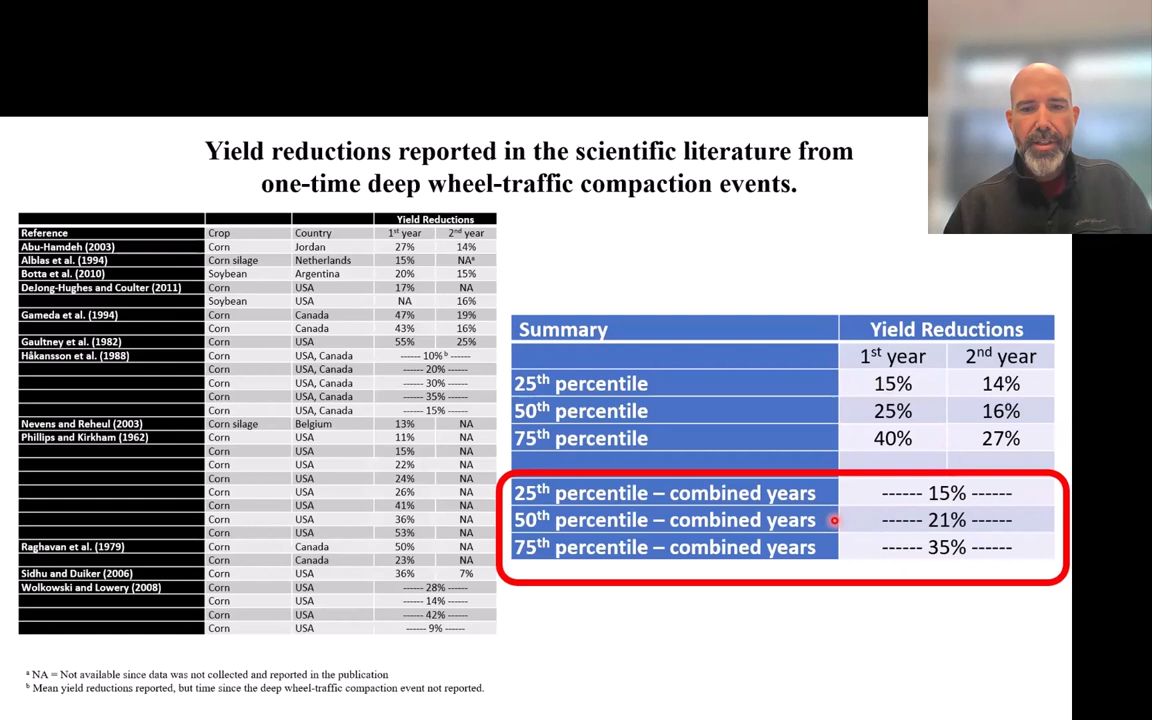 Yield reductions reported in the scientific literature from
one-time deep wheel-traffic compaction events.
Yield Reductions
Reference Crop Country 1st year 2nd year
Abu-Hamdeh (2003) Corn Jordan 27% 14%
Alblas et al. (1994) Corn silage Netherlands 15% NAa
Botta et al. (2010) Soybean Argentina 20% 15%
DeJong-Hughes and Coulter (2011) Corn USA 17% NA
Soybean USA NA 16%
Gameda et al. (1994) Corn Canada 47% 19%
Corn Canada 43% 16%
Gaultney et al. (1982) Corn USA 55% 25%
Håkansson et al. (1988) Corn USA, Canada ------ 10%b ------
Corn USA, Canada ------ 20% ------
Corn USA, Canada ------ 30% ------
Corn USA, Canada ------ 35% ------
Corn USA, Canada ------ 15% ------
Nevens and Reheul (2003) Corn silage Belgium 13% NA
Phillips and Kirkham (1962) Corn USA 11% NA
Corn USA 15% NA
Corn USA 22% NA
Corn USA 24% NA
Corn USA 26% NA
Corn USA 41% NA
Corn USA 36% NA
Corn USA 53% NA
Raghavan et al. (1979) Corn Canada 50% NA
Corn Canada 23% NA
Sidhu and Duiker (2006) Corn USA 36% 7%
Wolkowski and Lowery (2008) Corn USA ------ 28% ------
Corn USA ------ 14% ------
Corn USA ------ 42% ------
Corn USA ------ 9% ------
a NA = Not available since data was not collected and reported in the publication
b Mean yield reductions reported, but time since the deep wheel-traffic compaction event not reported.
Summary Yield Reductions
1st year 2nd year
25th percentile 15% 14%
50th percentile 25% 16%
75th percentile 40% 27%
25th percentile – combined years ------ 15% ------
50th percentile – combined years ------ 21% ------
75th percentile – combined years ------ 35% ------